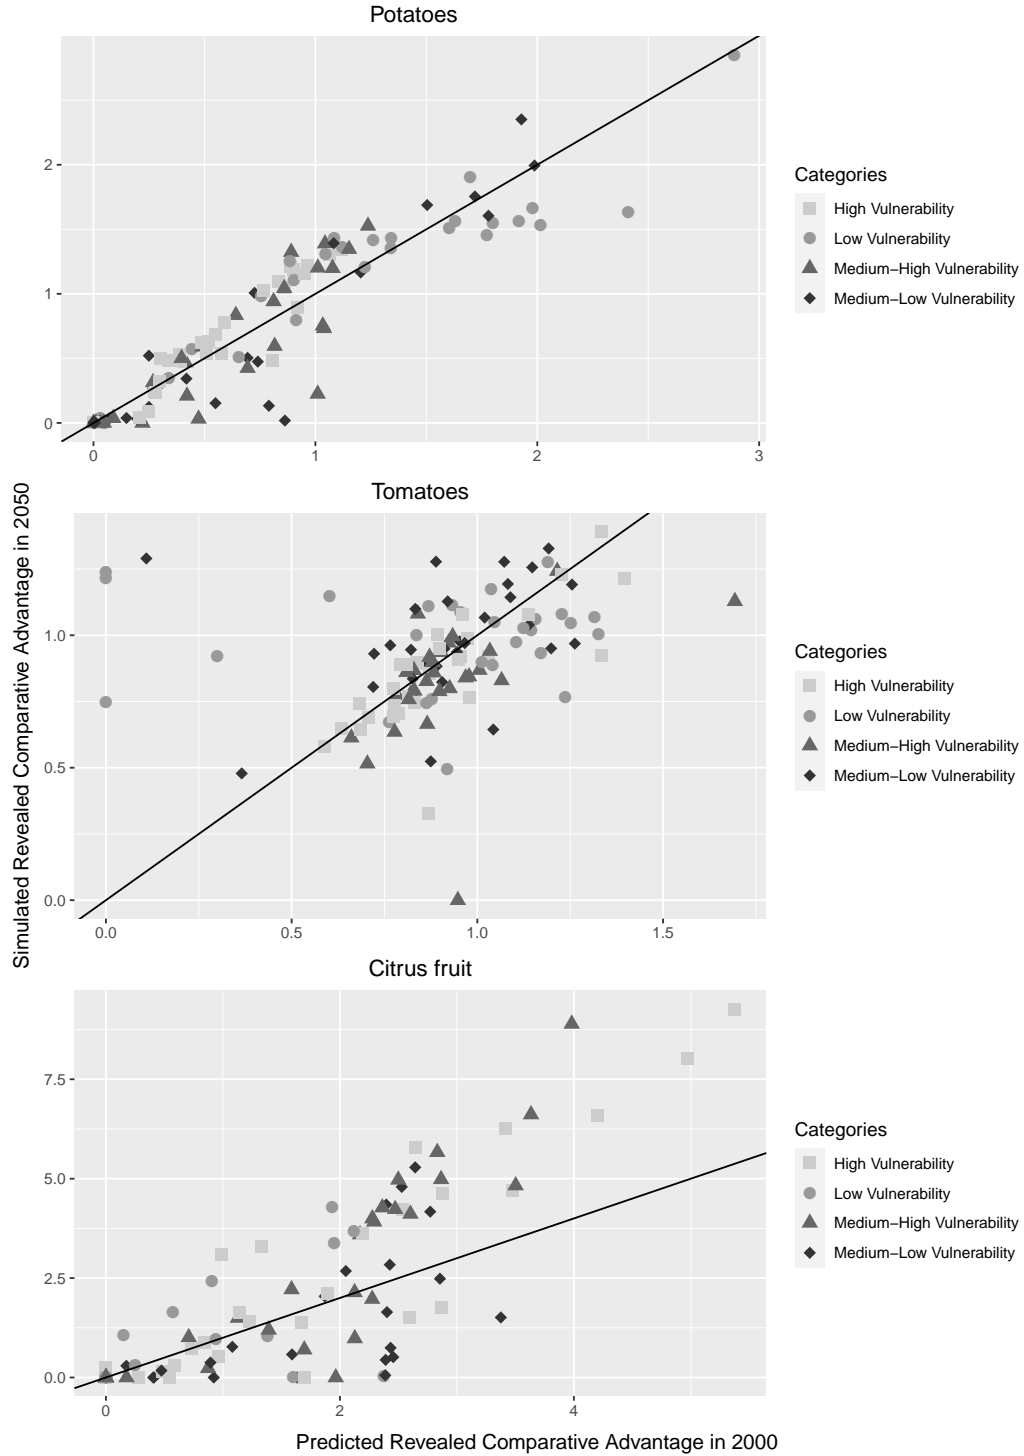 Potatoes
2
1
0
0 1 2 3
Categories
High Vulnerability
Low Vulnerability
Medium−High Vulnerability
Medium−Low Vulnerability
Simulated Revealed Comparative Advantage in 2050
Tomatoes
1.0
0.5
0.0
0.0 0.5 1.0 1.5
Categories
High Vulnerability
Low Vulnerability
Medium−High Vulnerability
Medium−Low Vulnerability
Citrus fruit
7.5
5.0
2.5
0.0
0 2 4
Categories
High Vulnerability
Low Vulnerability
Medium−High Vulnerability
Medium−Low Vulnerability
Predicted Revealed Comparative Advantage in 2000